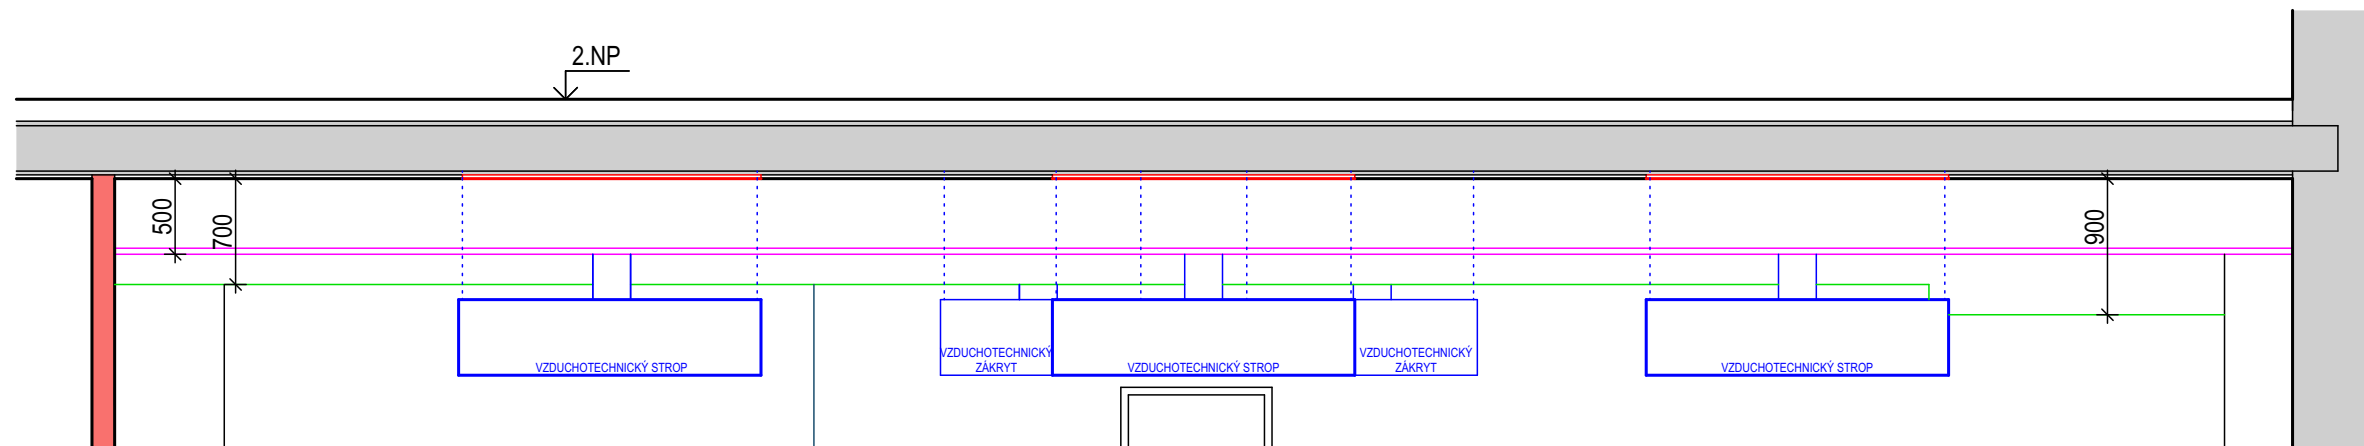 2.NP
500
700
900
VZDUCHOTECHNICKÝ STROP
VZDUCHOTECHNICKÝ
ZÁKRYT
VZDUCHOTECHNICKÝ STROP
VZDUCHOTECHNICKÝ
ZÁKRYT
VZDUCHOTECHNICKÝ STROP